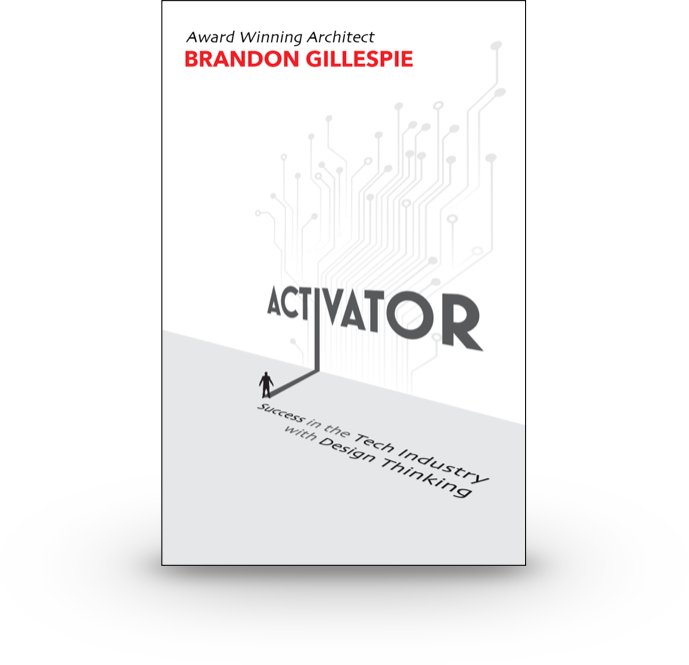 Award Winning Architect
BRANDON GILLESPIE
ACTIVATOR
Success in the Tech Industry
with Design Thinking